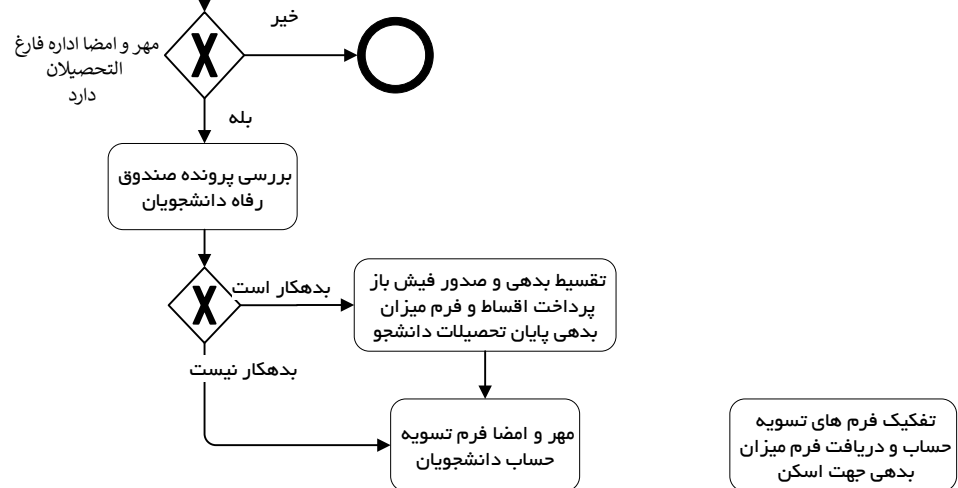 خیر
مهر و امضا اداره فارغ
التحصیلان
دارد
بله
بررسی پرونده صندوق
رفاه دانشجویان
بدهکار است
تقسیط بدهی و صدور فیش باز
پرداخت اقساط و فرم میزان
بدهی پایان تحصیلات دانشجو
بدهکار نیست
مهر و امضا فرم تسویه
حساب دانشجویان
تفکیک فرم های تسویه
حساب و دریافت فرم میزان
بدهی جهت اسکن